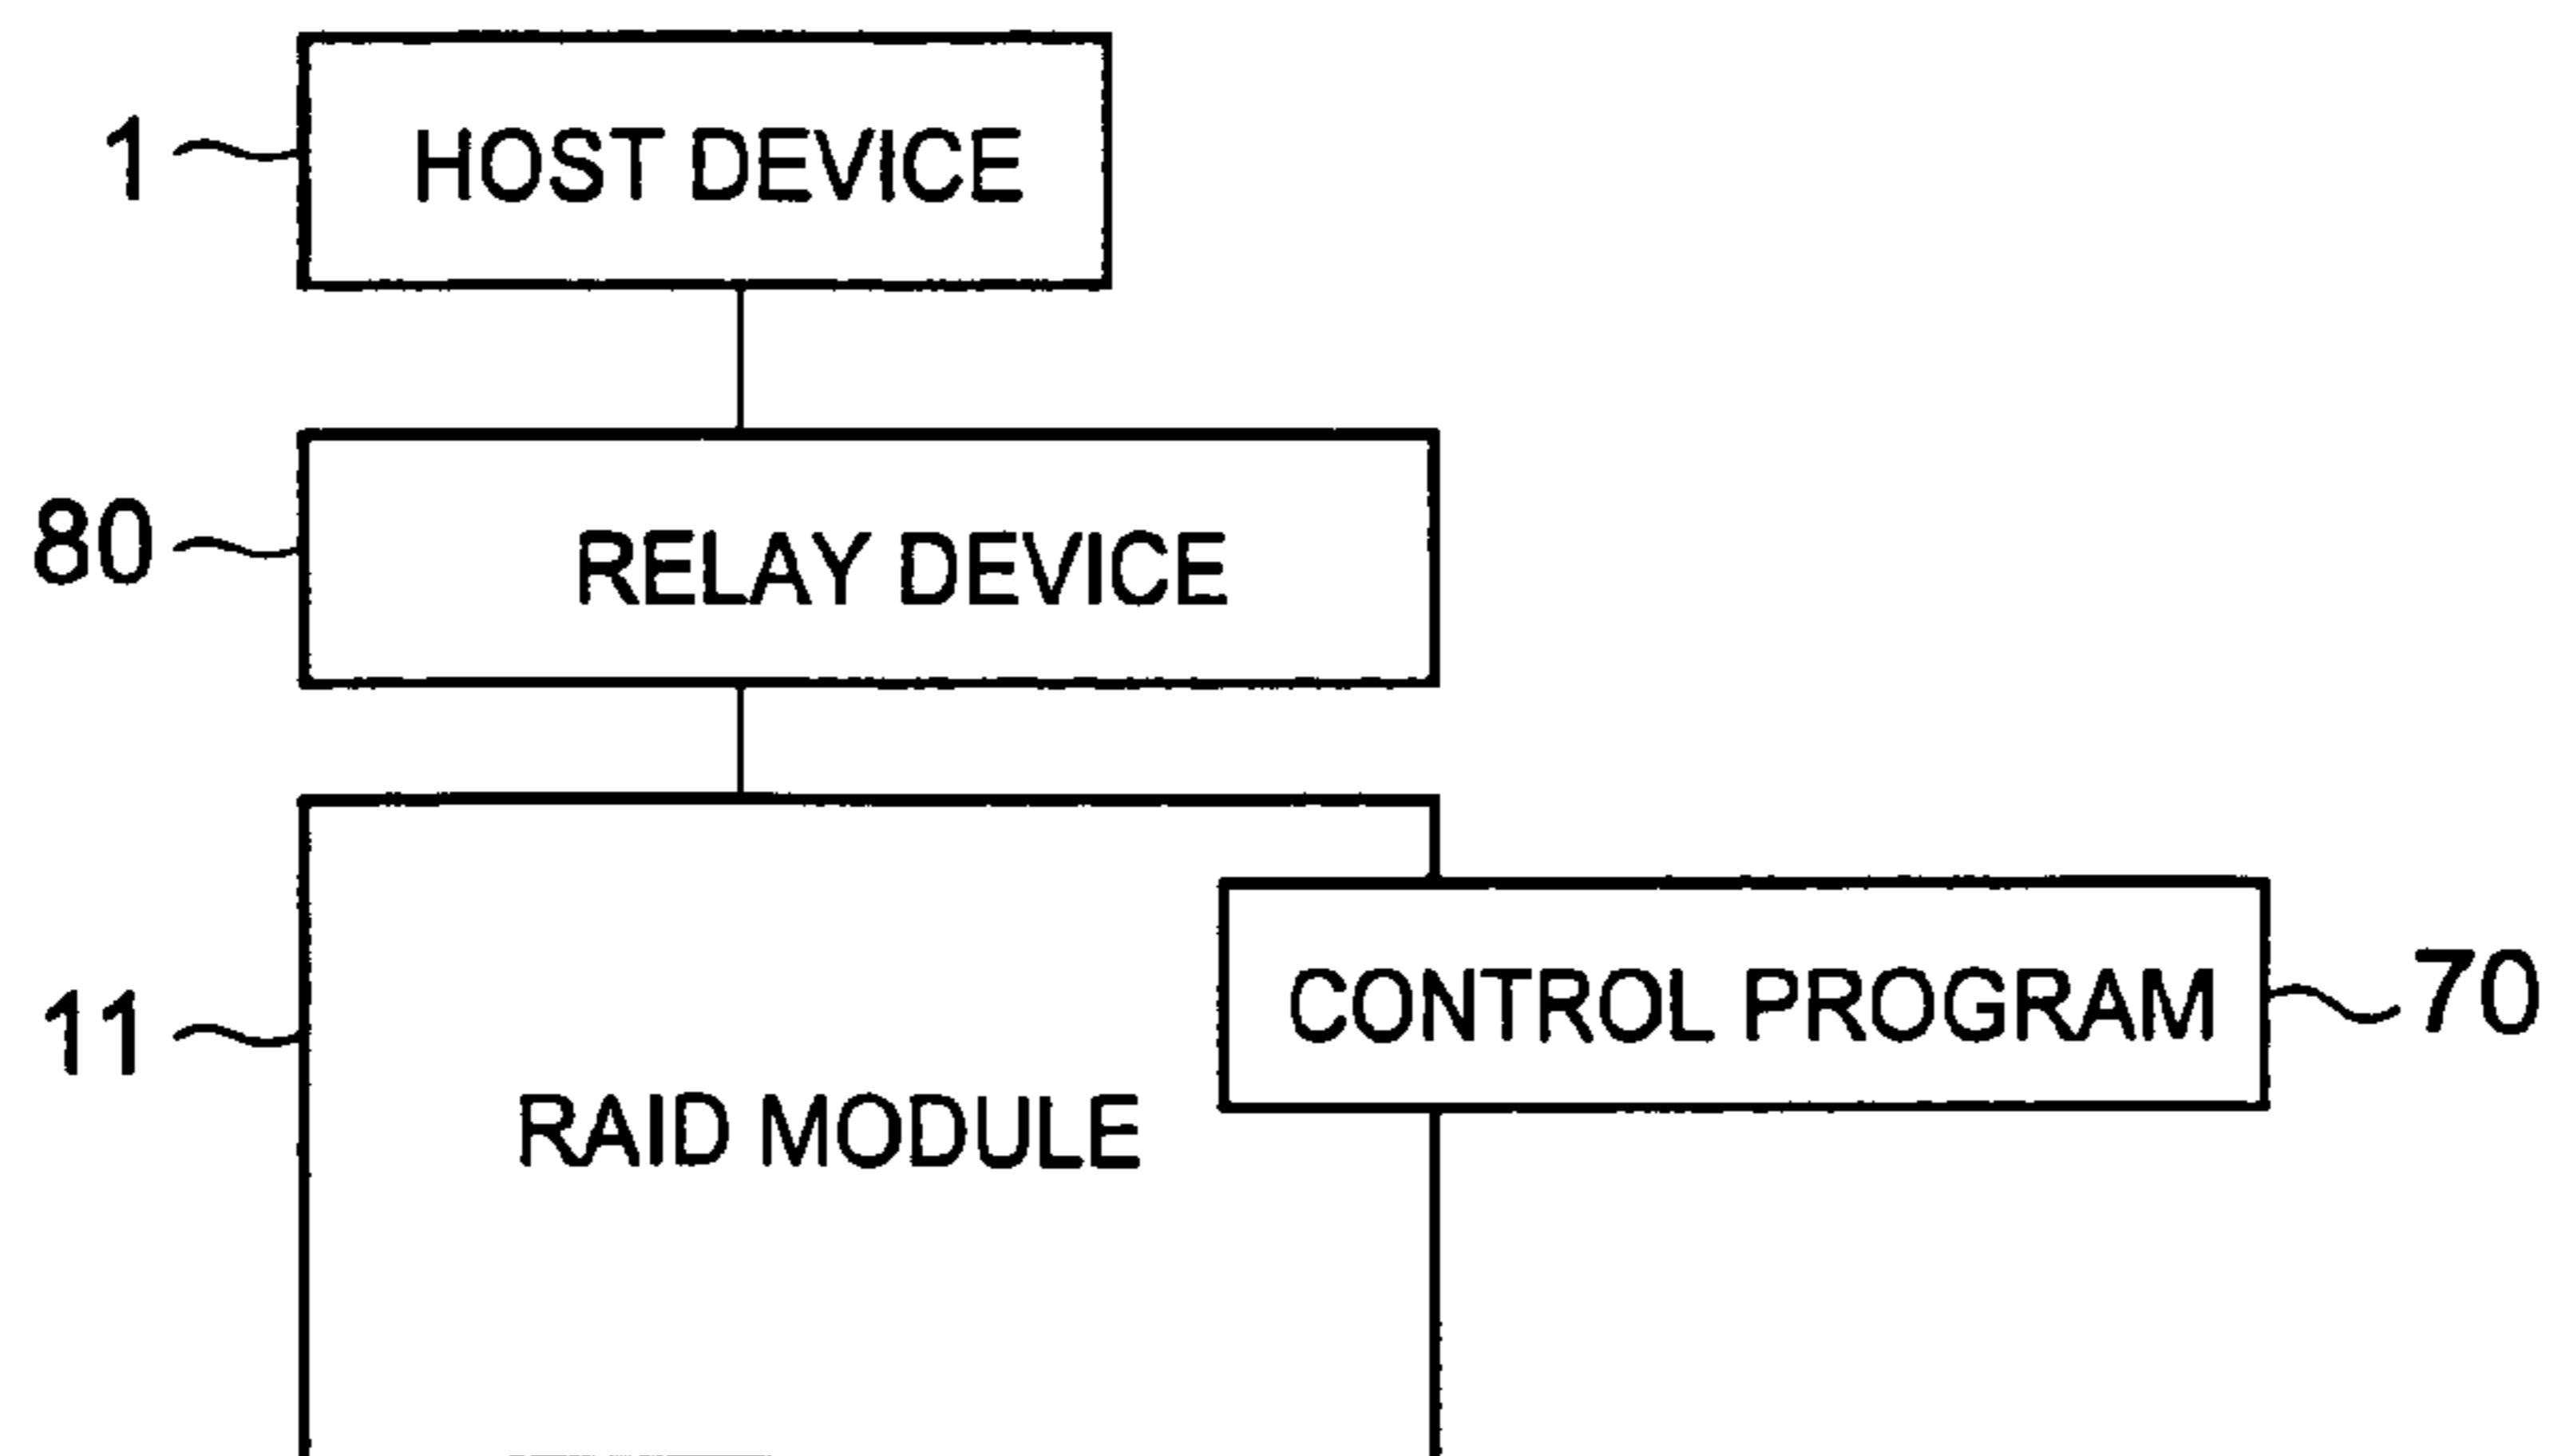 1
HOST DEVICE
80
RELAY DEVICE
CONTROL PROGRAM
70
11
RAID MODULE